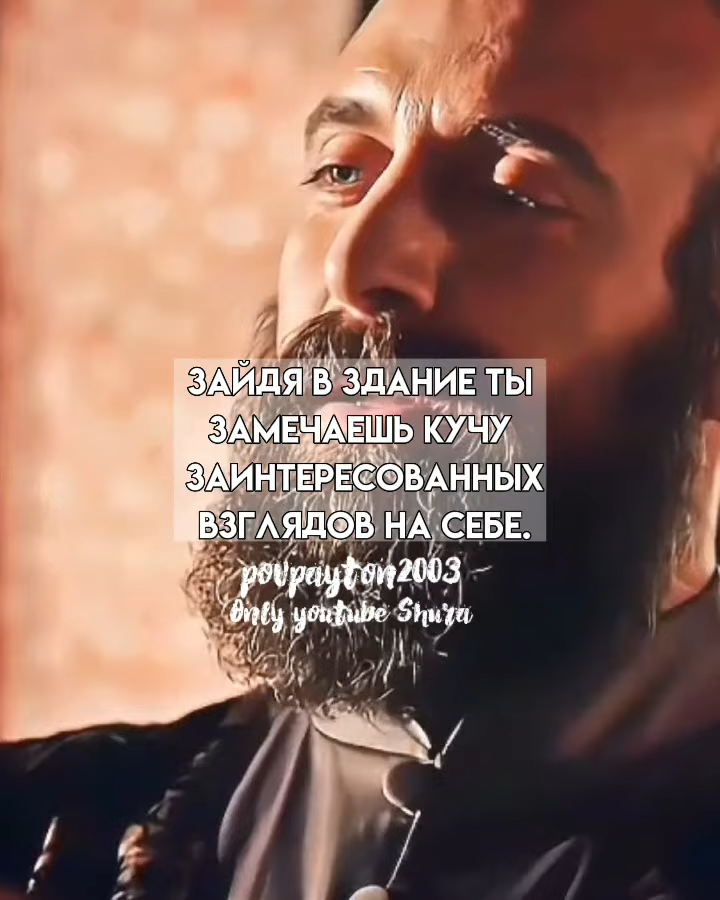 ЗАЙДЯ В ЗДАНИЕ ТЫ
ЗАМЕЧАЕШЬ КУЧУ
ЗАИНТЕРЕСОВАННЫХ
ВЗГЛЯДОВ НА СЕБЕ.
povpayton2003
Only youtube Shura